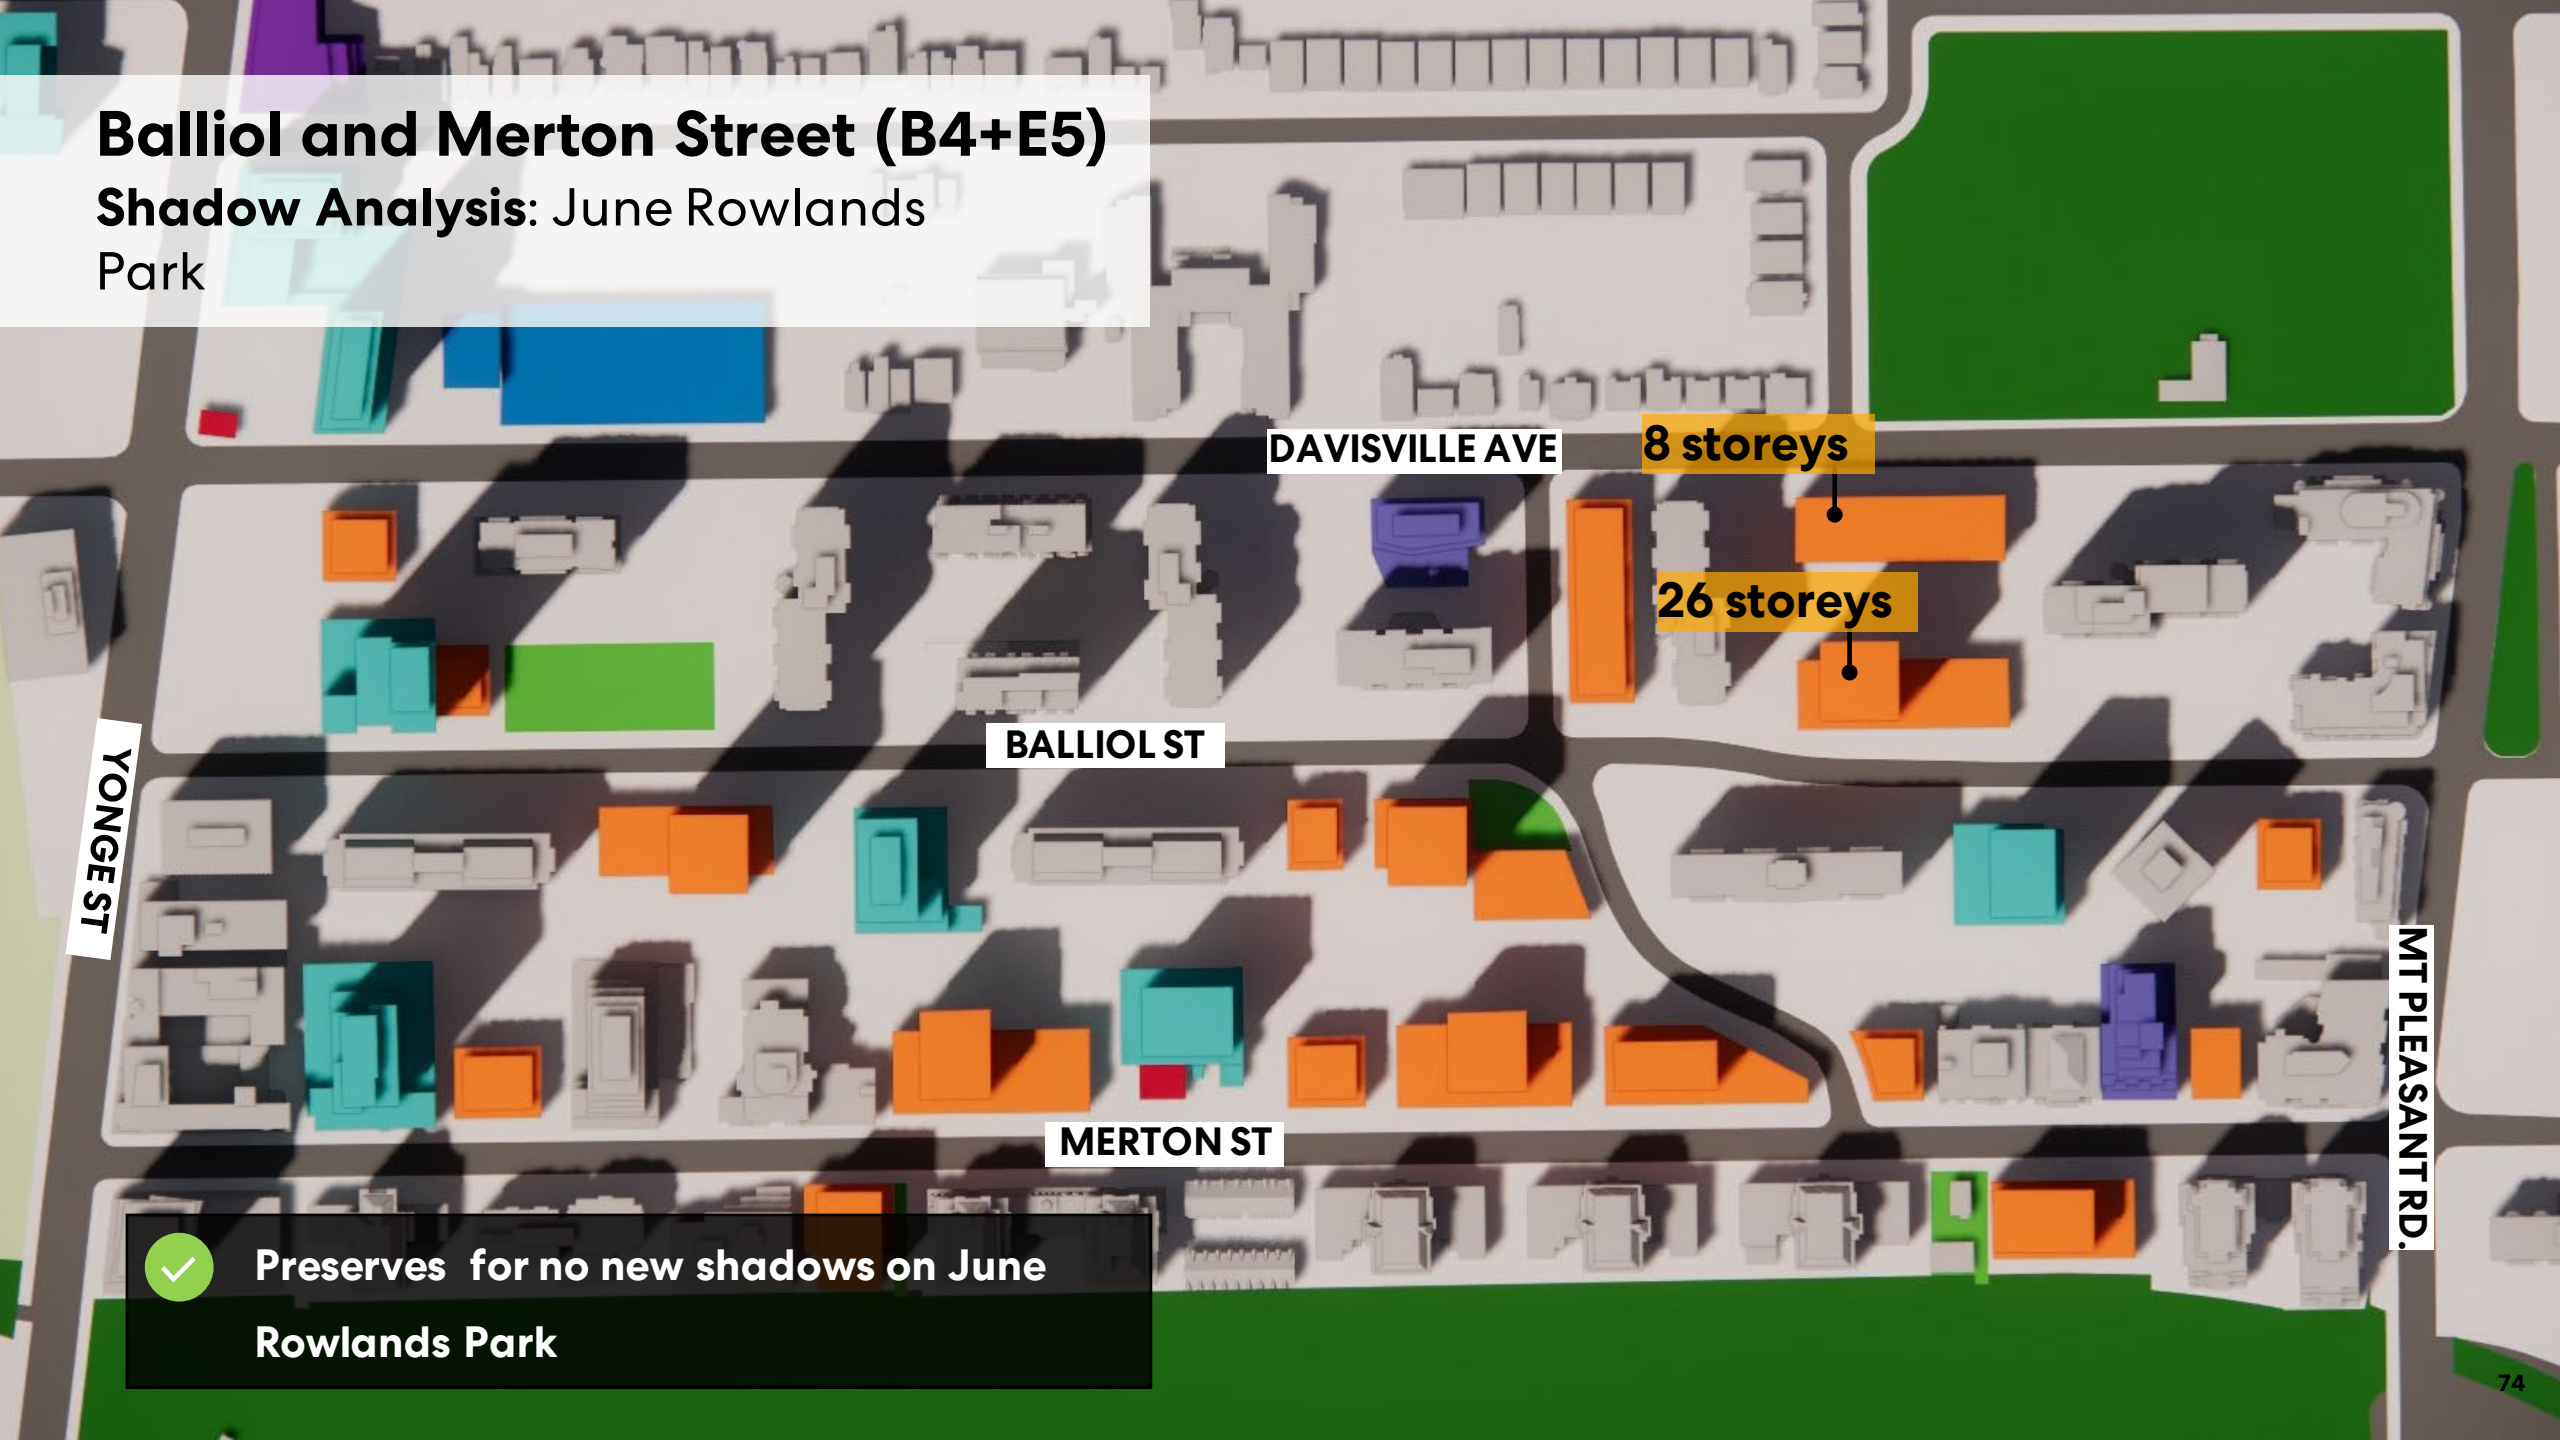 Balliol and Merton Street (B4+E5)
Shadow Analysis: June Rowlands
Park
DAVISVILLE AVE
8 storeys
26 storeys
BALLIOL ST
YONGE ST
MERTON ST
MT PLEASANT RD.
Preserves  for no new shadows on June
Rowlands Park
74